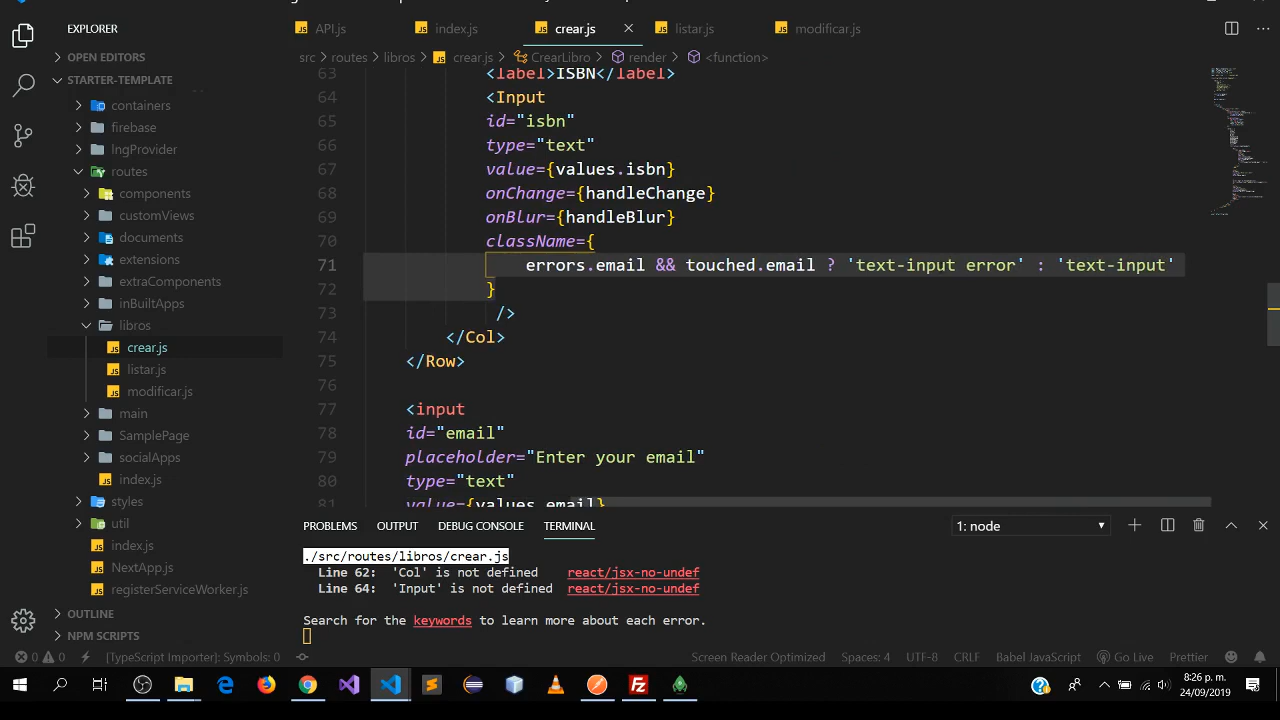 EXPLORER
OPEN EDITORS
STARTER-TEMPLATE
containers
firebase
lngProvider
routes
components
customViews
documents
extensions
extraComponents
inBuiltApps
libros
crear.js
listar.js
modificar.js
main
SamplePage
socialApps
index.js
styles
util
index.js
NextApp.js
registerServiceWorker.js
OUTLINE
NPM SCRIPTS
API.js index.js crear.js listar.js modificar.js
src routes libros crear.js CrearLibro render <function>
63 <label>ISBN</label>
64 <Input
65 id="isbn"
66 type="text"
67 value={values.isbn}
68 onChange={handleChange}
69 onBlur={handleBlur}
70 className={
71 errors.email && touched.email ? 'text-input error' : 'text-input'
72 }
73 />
74 </Col>
75 </Row>
76
77 <input
78 id="email"
79 placeholder="Enter your email"
80 type="text"
81 value={values.email}
PROBLEMS OUTPUT DEBUG CONSOLE TERMINAL 1: node
./src/routes/libros/crear.js
Line 62: 'Col' is not defined react/jsx-no-undef
Line 64: 'Input' is not defined react/jsx-no-undef
Search for the keywords to learn more about each error.
0 0 [TypeScript Importer]: Symbols: 0 Screen Reader Optimized Spaces: 4 UTF-8 CRLF Babel JavaScript Go Live Prettier
8:26 p. m.
24/09/2019